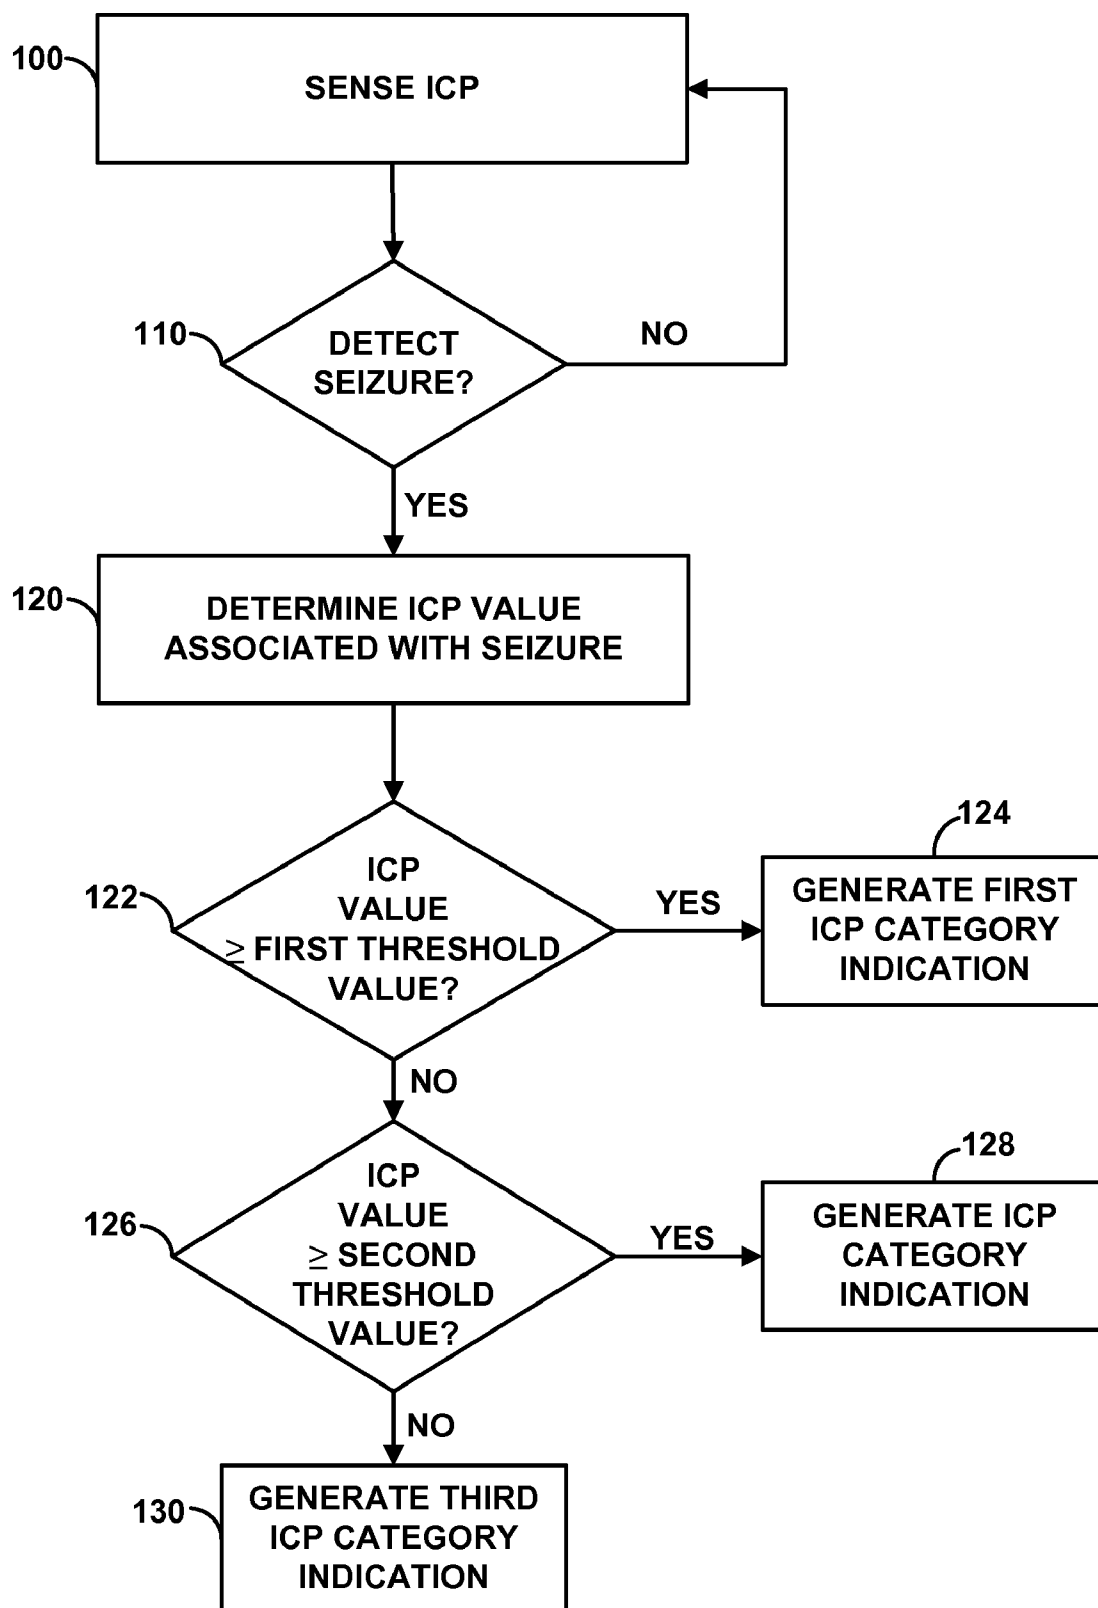 100
SENSE ICP
110
DETECT
SEIZURE?
NO
YES
120
DETERMINE ICP VALUE
ASSOCIATED WITH SEIZURE
122
ICP
VALUE
≥ FIRST THRESHOLD
VALUE?
YES
124
GENERATE FIRST
ICP CATEGORY
INDICATION
NO
126
ICP
VALUE
≥ SECOND
THRESHOLD
VALUE?
YES
128
GENERATE ICP
CATEGORY
INDICATION
NO
130
GENERATE THIRD
ICP CATEGORY
INDICATION